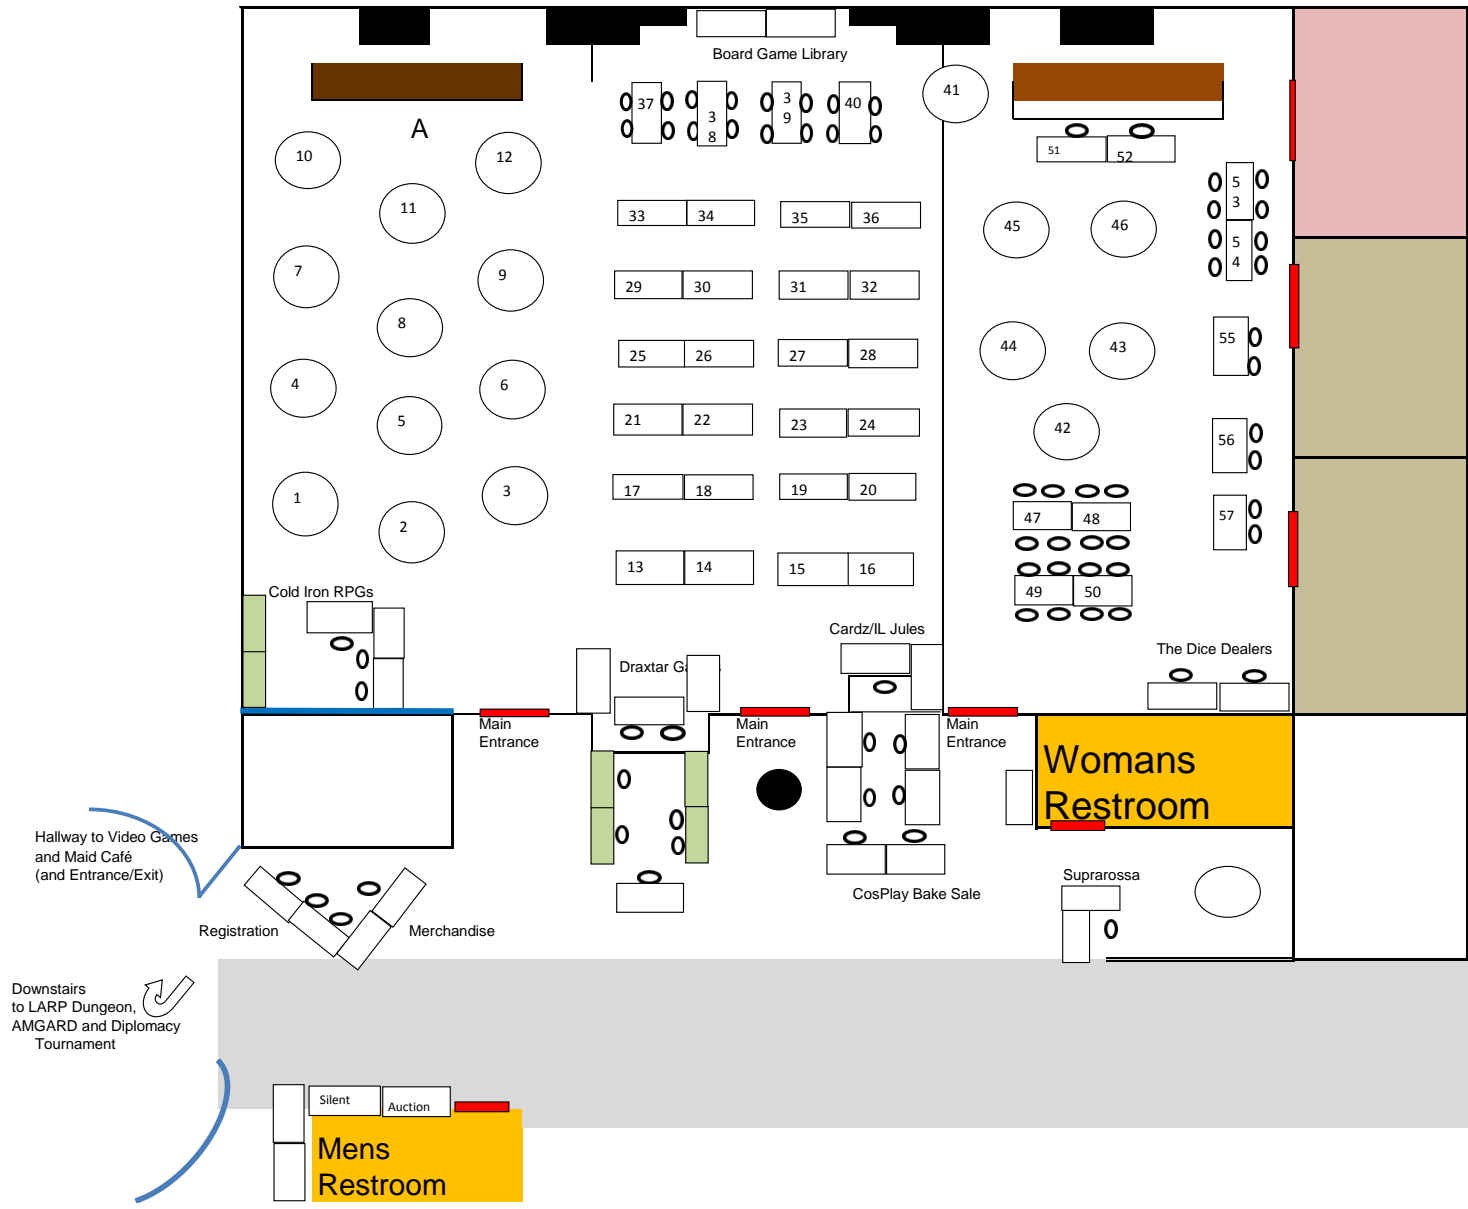 Board Game Library
37
3
8
3
9
40
41
A
10
12
11
51
52
5
3
5
4
33
34
35
36
45
46
7
9
29
30
31
32
8
25
26
27
28
44
43
55
4
6
5
21
22
23
24
42
56
1
3
2
17
18
19
20
47
48
57
13
14
15
16
49
50
Cold Iron RPGs
Cardz/IL Jules
Draxtar Ga
The Dice Dealers
Main
Entrance
Main
Entrance
Main
Entrance
Womans
Restroom
Hallway to Video Games
and Maid Café
(and Entrance/Exit)
Registration
Merchandise
CosPlay Bake Sale
Suprarossa
Downstairs
to LARP Dungeon,
AMGARD and Diplomacy
Tournament
Silent
Auction
Mens
Restroom